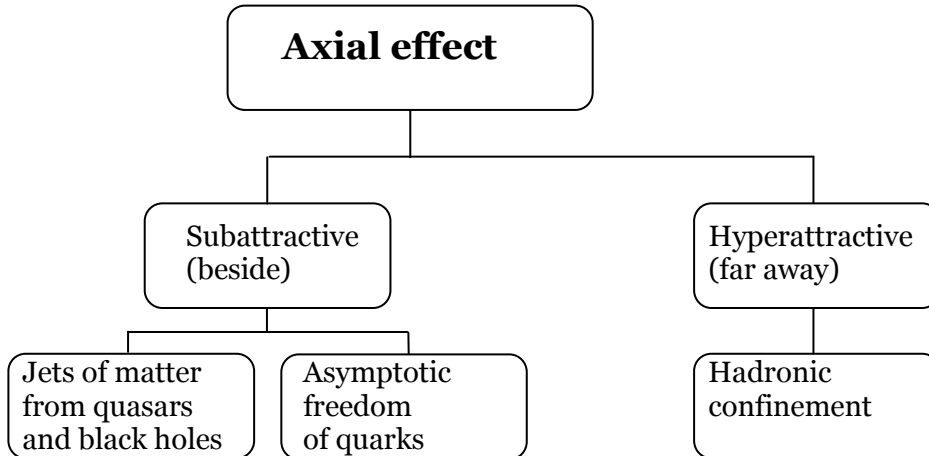 Axial effect
Subattractive
(beside)
Hyperattractive
(far away)
Jets of matter
from quasars
and black holes
Asymptotic
freedom
of quarks
Hadronic
confinement